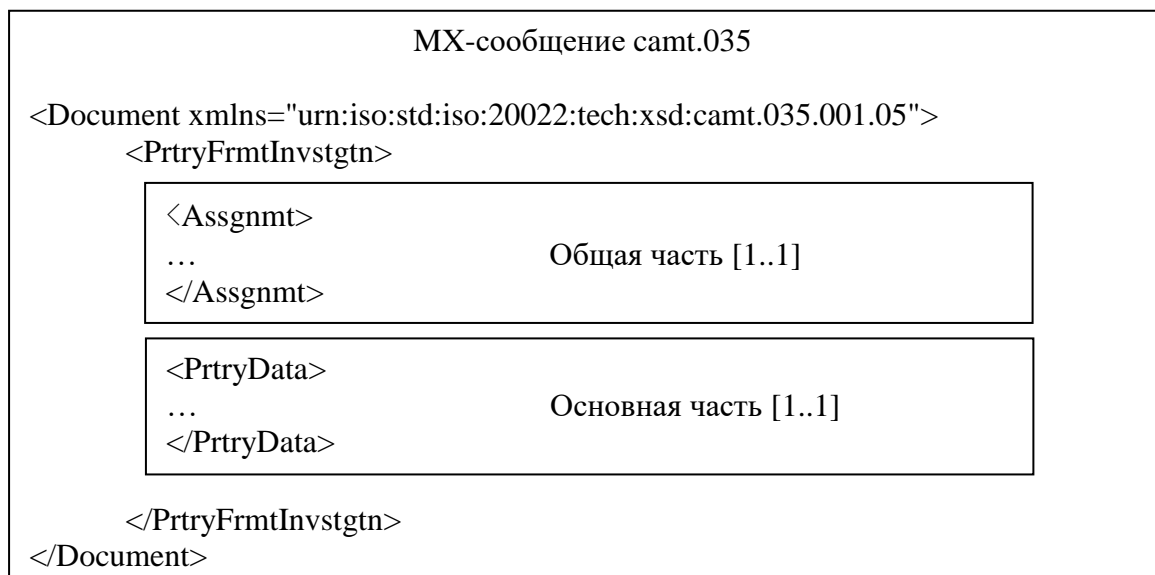 MX-сообщение camt.035
<Document xmlns="urn:iso:std:iso:20022:tech:xsd:camt.035.001.05">
<PrtryFrmtInvstgtn>
<Assgnmt>
… Общая часть [1..1]
</Assgnmt>
<PrtryData>
… Основная часть [1..1]
</PrtryData>
</PrtryFrmtInvstgtn>
</Document>